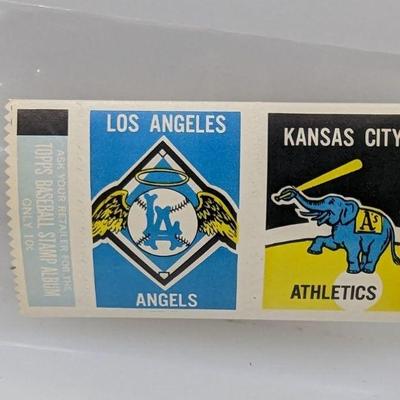 ASK YOUR RETAILER FOR THE
TOPPS BASEBALL STAMP ALBUM
ONLY 10¢
LOS ANGELES
LA
ANGELS
KANSAS CITY
A's
ATHLETICS